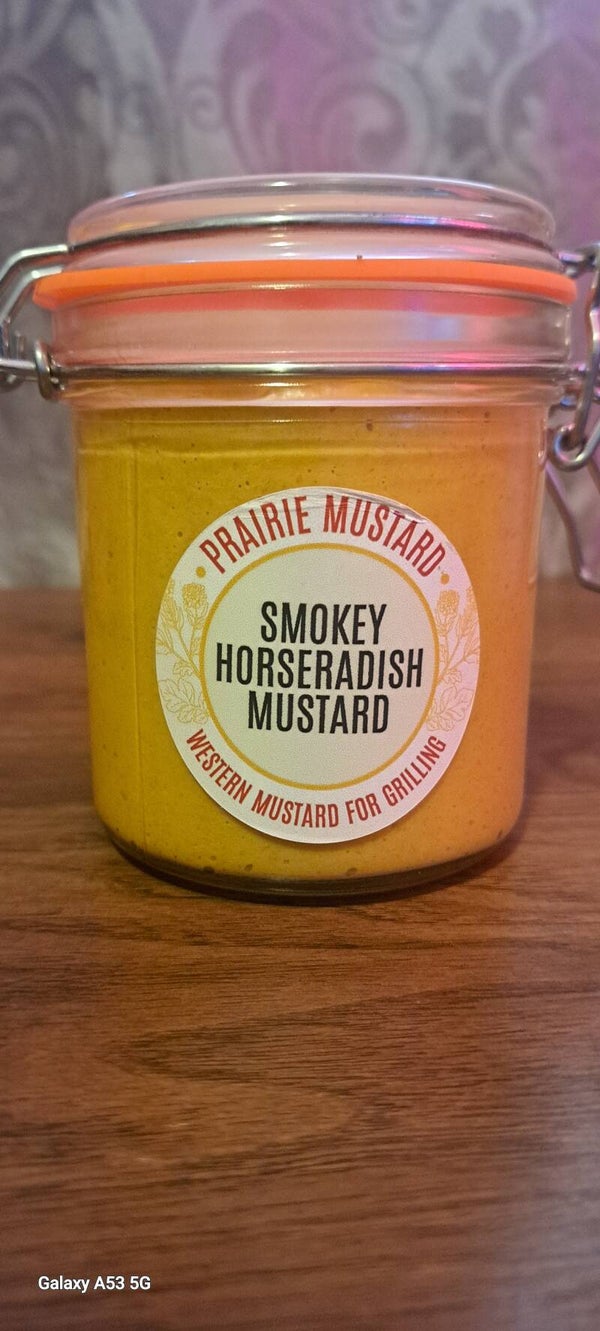 PRAIRIE MUSTARD
SMOKEY
HORSERADISH
MUSTARD
WESTERN MUSTARD FOR GRILLING
Galaxy A53 5G